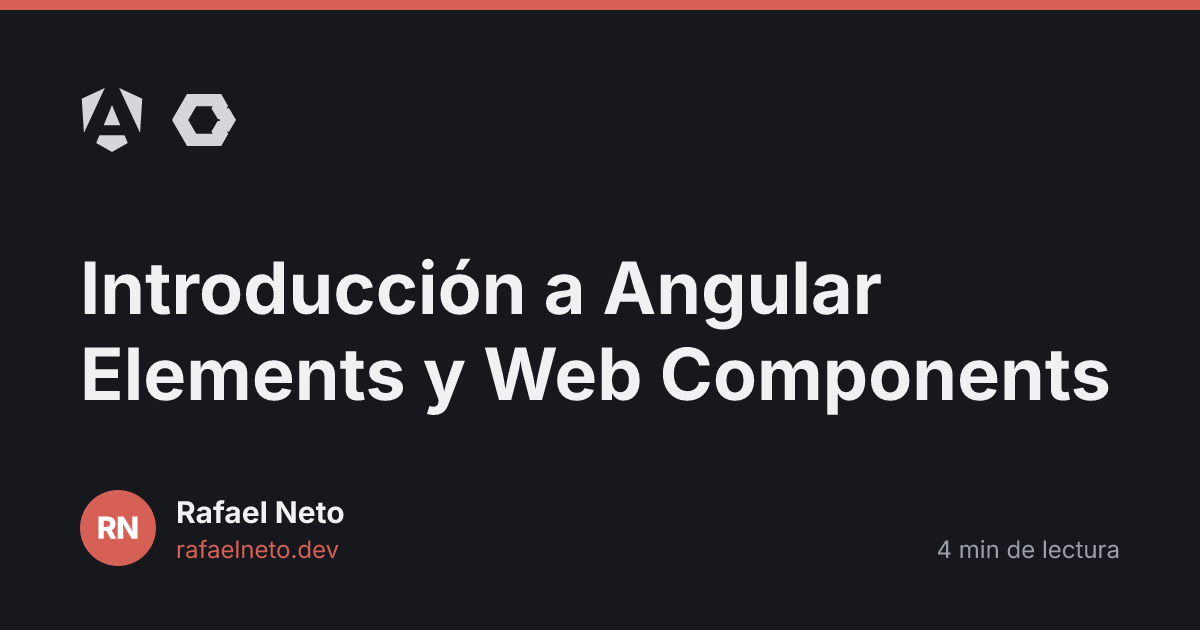 Introducción a Angular
Elements y Web Components
RN
Rafael Neto
rafaelneto.dev
4 min de lectura